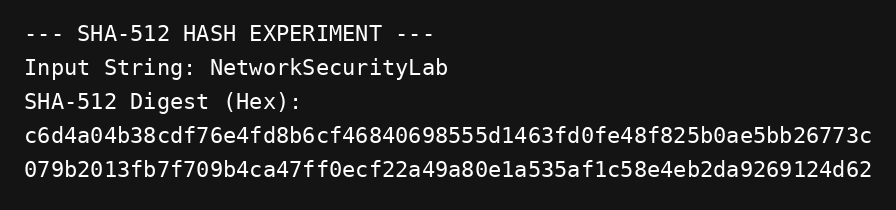 --- SHA-512 HASH EXPERIMENT ---
Input String: NetworkSecurityLab
SHA-512 Digest (Hex):
c6d4a04b38cdf76e4fd8b6cf46840698555d1463fd0fe48f825b0ae5bb26773c
079b2013fb7f709b4ca47ff0ecf22a49a80e1a535af1c58e4eb2da9269124d62